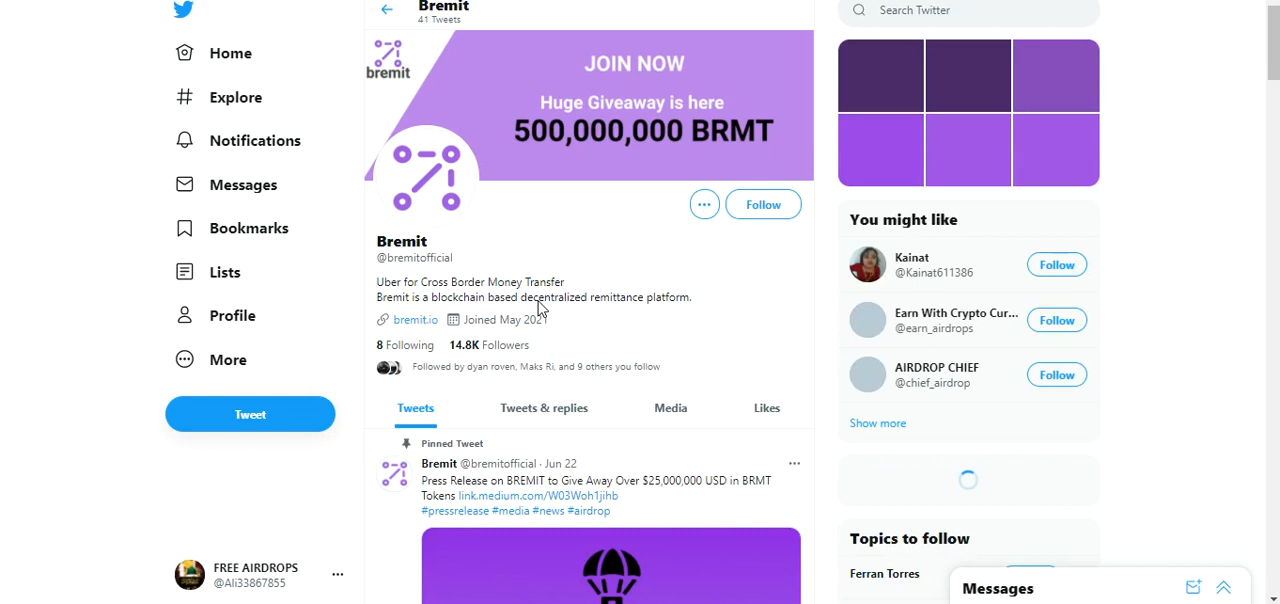 Home
Explore
Notifications
Messages
Bookmarks
Lists
Profile
More
Tweet
FREE AIRDROPS
@Ali33867855
Bremit
41 Tweets
bremit
JOIN NOW
Huge Giveaway is here
500,000,000 BRMT
Follow
Bremit
@bremitofficial
Uber for Cross Border Money Transfer
Bremit is a blockchain based decentralized remittance platform.
bremit.io Joined May 2021
8 Following 14.8K Followers
Followed by dyan roven, Maks Ri, and 9 others you follow
Tweets Tweets & replies Media Likes
Pinned Tweet
Bremit @bremitofficial · Jun 22
Press Release on BREMIT to Give Away Over $25,000,000 USD in BRMT
Tokens link.medium.com/W03Woh1jihb
#pressrelease #media #news #airdrop
Search Twitter
You might like
Kainat
@Kainat611386
Follow
Earn With Crypto Cur...
@earn_airdrops
Follow
AIRDROP CHIEF
@chief_airdrop
Follow
Show more
Topics to follow
Ferran Torres
Messages